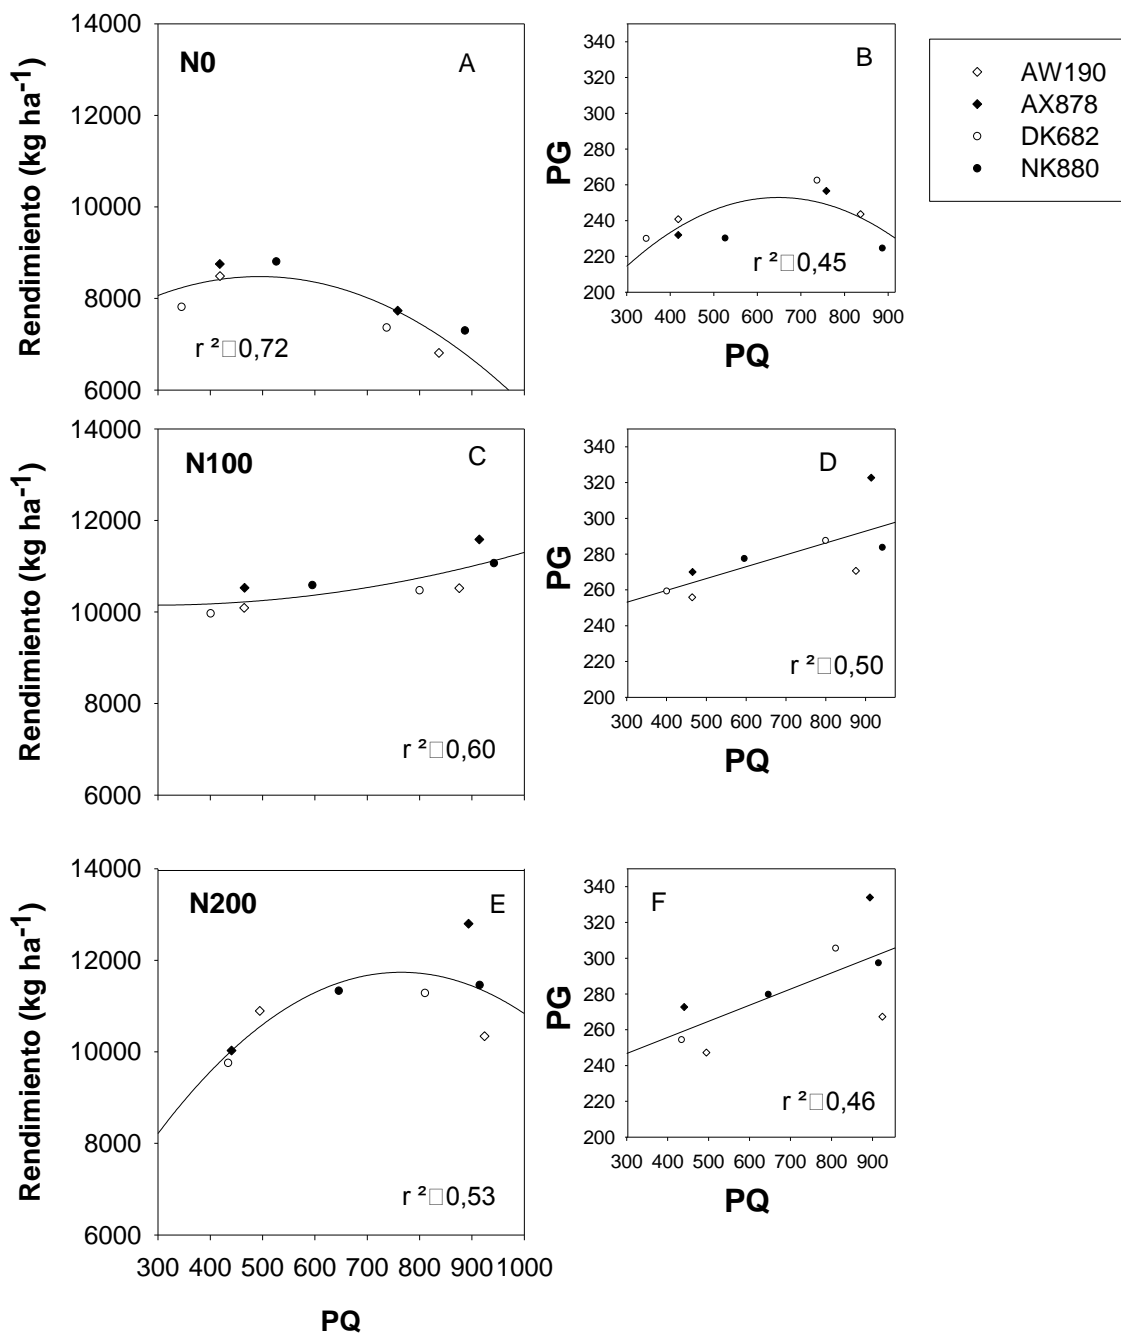 14000
12000
10000
8000
6000
Rendimiento (kg ha⁻¹)
N0
A
r ²□0,72
340
320
300
280
260
240
220
200
PG
B
r ²□0,45
300 400 500 600 700 800 900
PQ
AW190
AX878
DK682
NK880
14000
12000
10000
8000
6000
Rendimiento (kg ha⁻¹)
N100
C
r ²□0,60
340
320
300
280
260
240
220
200
PG
D
r ²□0,50
300 400 500 600 700 800 900
PQ
14000
12000
10000
8000
6000
Rendimiento (kg ha⁻¹)
N200
E
r ²□0,53
300 400 500 600 700 800 900 1000
PQ
340
320
300
280
260
240
220
200
PG
F
r ²□0,46
300 400 500 600 700 800 900
PQ